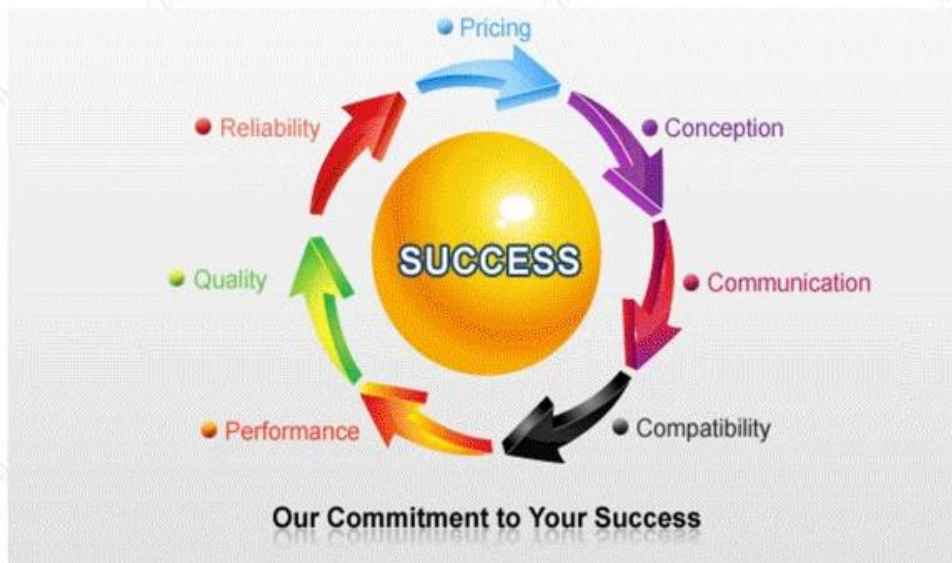 Pricing
Reliability
Conception
SUCCESS
Quality
Communication
Performance
Compatibility
Our Commitment to Your Success